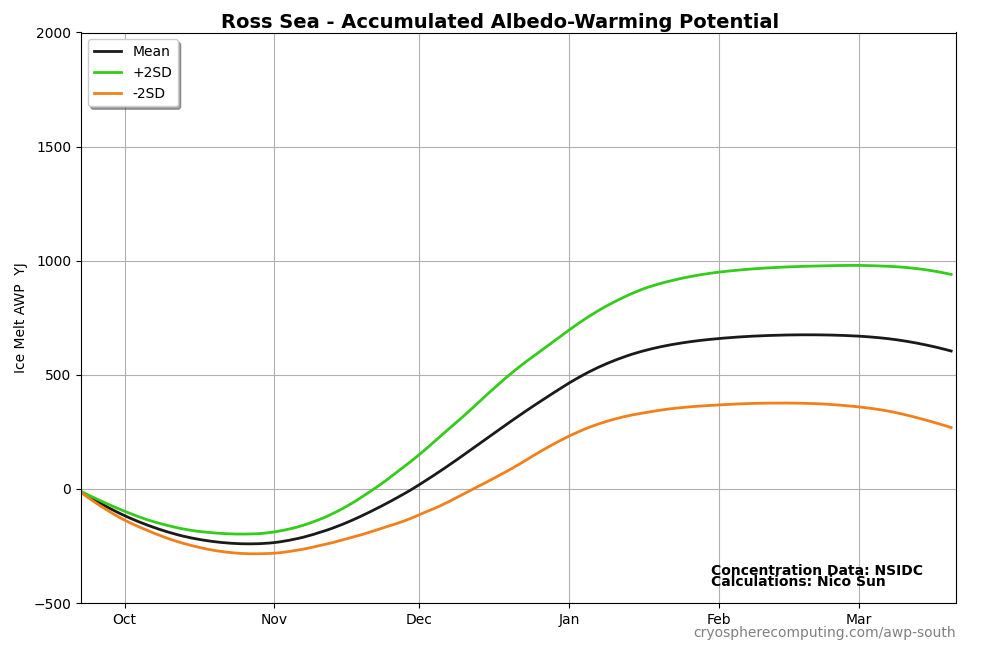 Ross Sea - Accumulated Albedo-Warming Potential
2000
1500
1000
500
0
−500
Ice Melt AWP  YJ
Mean
+2SD
-2SD
Concentration Data: NSIDC
Calculations: Nico Sun
Oct Nov Dec Jan Feb Mar
cryospherecomputing.com/awp-south